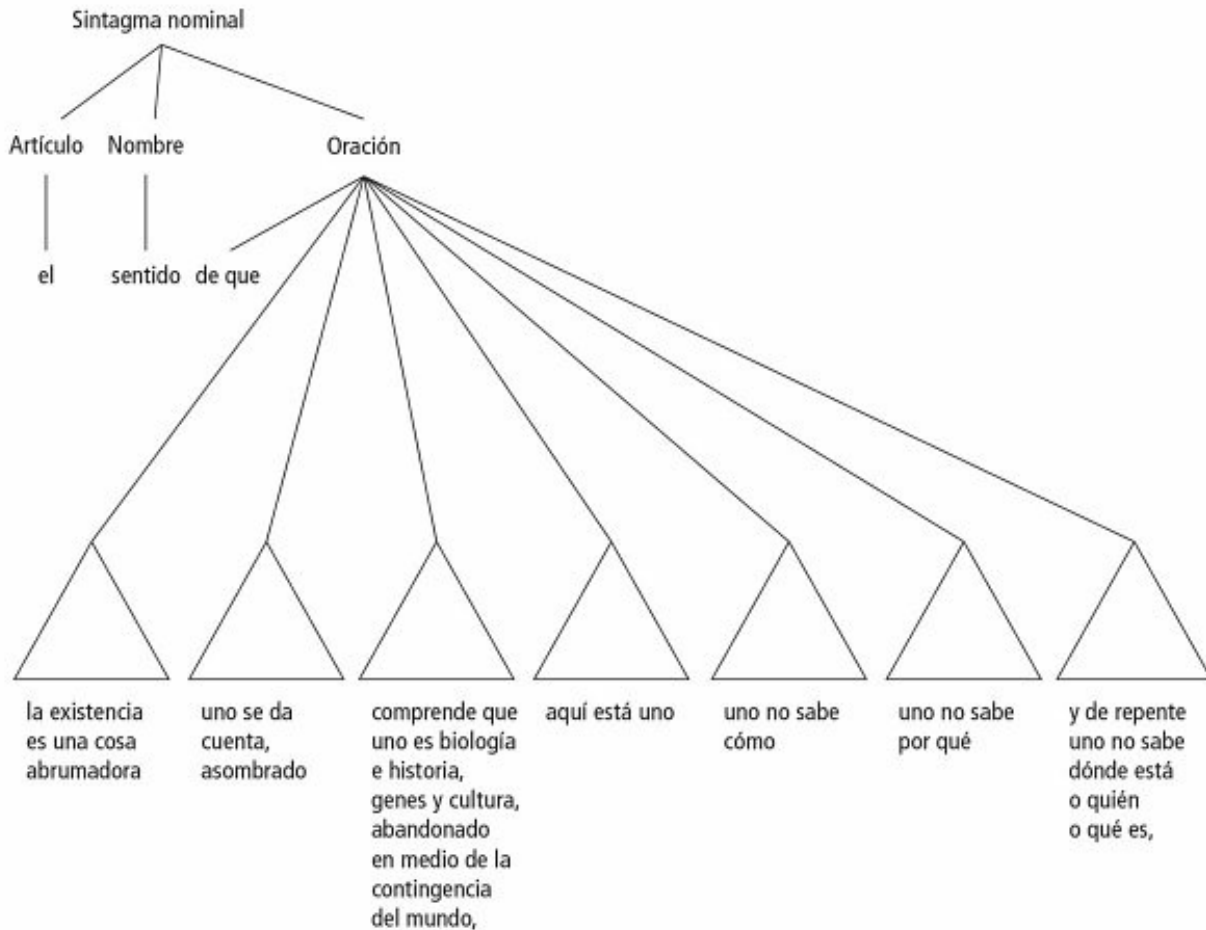 Sintagma nominal
Artículo Nombre Oración
el sentido de que
la existencia
es una cosa
abrumadora
uno se da
cuenta,
asombrado
comprende que
uno es biología
e historia,
genes y cultura,
abandonado
en medio de la
contingencia
del mundo,
aquí está uno
uno no sabe
cómo
uno no sabe
por qué
y de repente
uno no sabe
dónde está
o quién
o qué es,